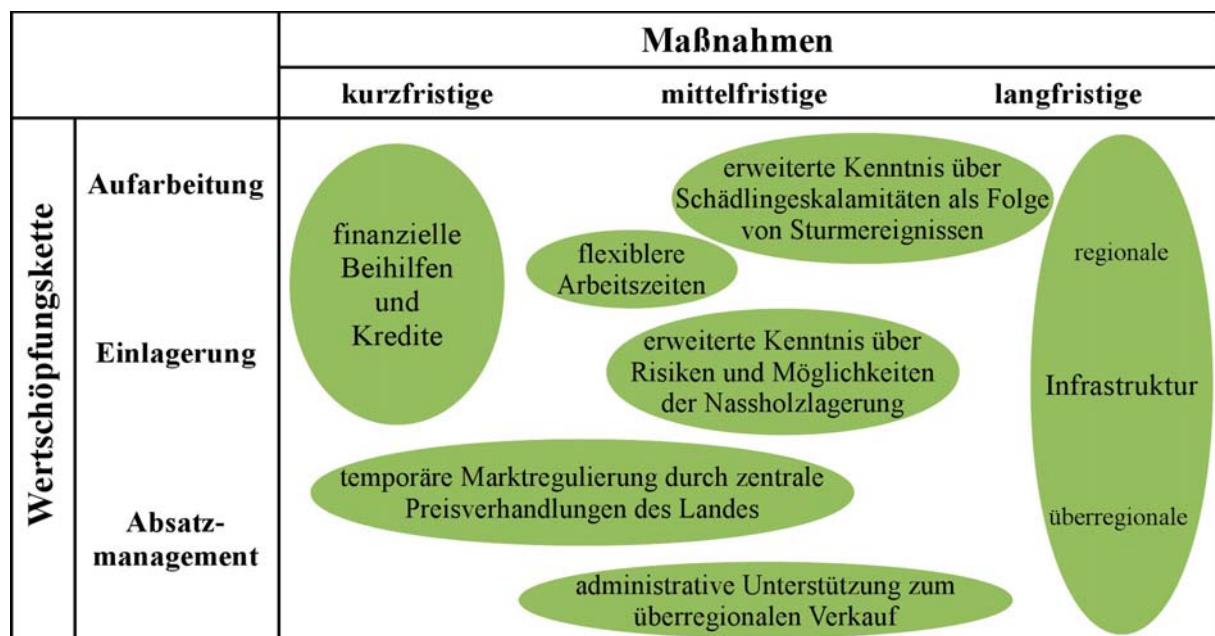 Maßnahmen
kurzfristige mittelfristige langfristige
Wertschöpfungskette
Aufarbeitung
finanzielle
Beihilfen
und
Kredite
flexiblere
Arbeitszeiten
erweiterte Kenntnis über
Schädlingeskalamitäten als Folge
von Sturmereignissen
Einlagerung
erweiterte Kenntnis über
Risiken und Möglichkeiten
der Nassholzlagerung
Absatz-
management
temporäre Marktregulierung durch zentrale
Preisverhandlungen des Landes
administrative Unterstützung zum
überregionalen Verkauf
regionale
Infrastruktur
überregionale